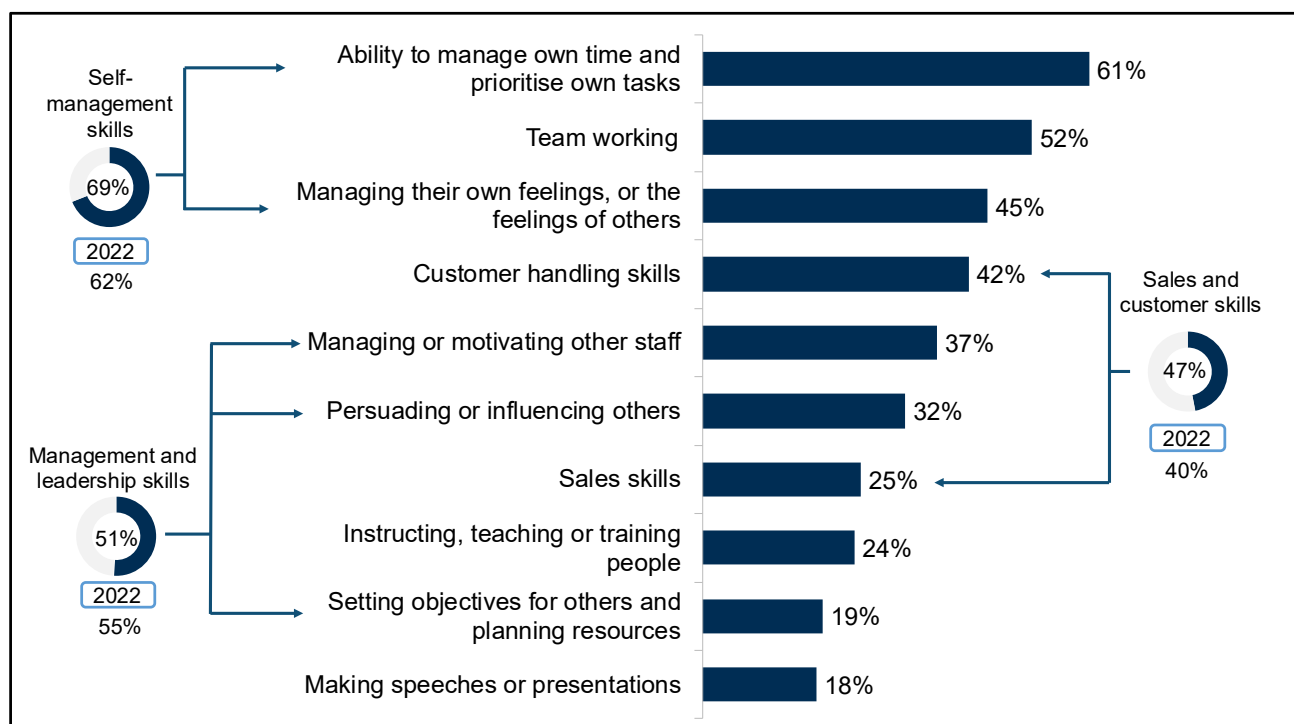 Self-
management
skills
69%
2022
62%
Management and
leadership skills
51%
2022
55%
Ability to manage own time and
prioritise own tasks
61%
Team working
52%
Managing their own feelings, or the
feelings of others
45%
Customer handling skills
42%
Managing or motivating other staff
37%
Persuading or influencing others
32%
Sales skills
25%
Instructing, teaching or training
people
24%
Setting objectives for others and
planning resources
19%
Making speeches or presentations
18%
Sales and
customer skills
47%
2022
40%